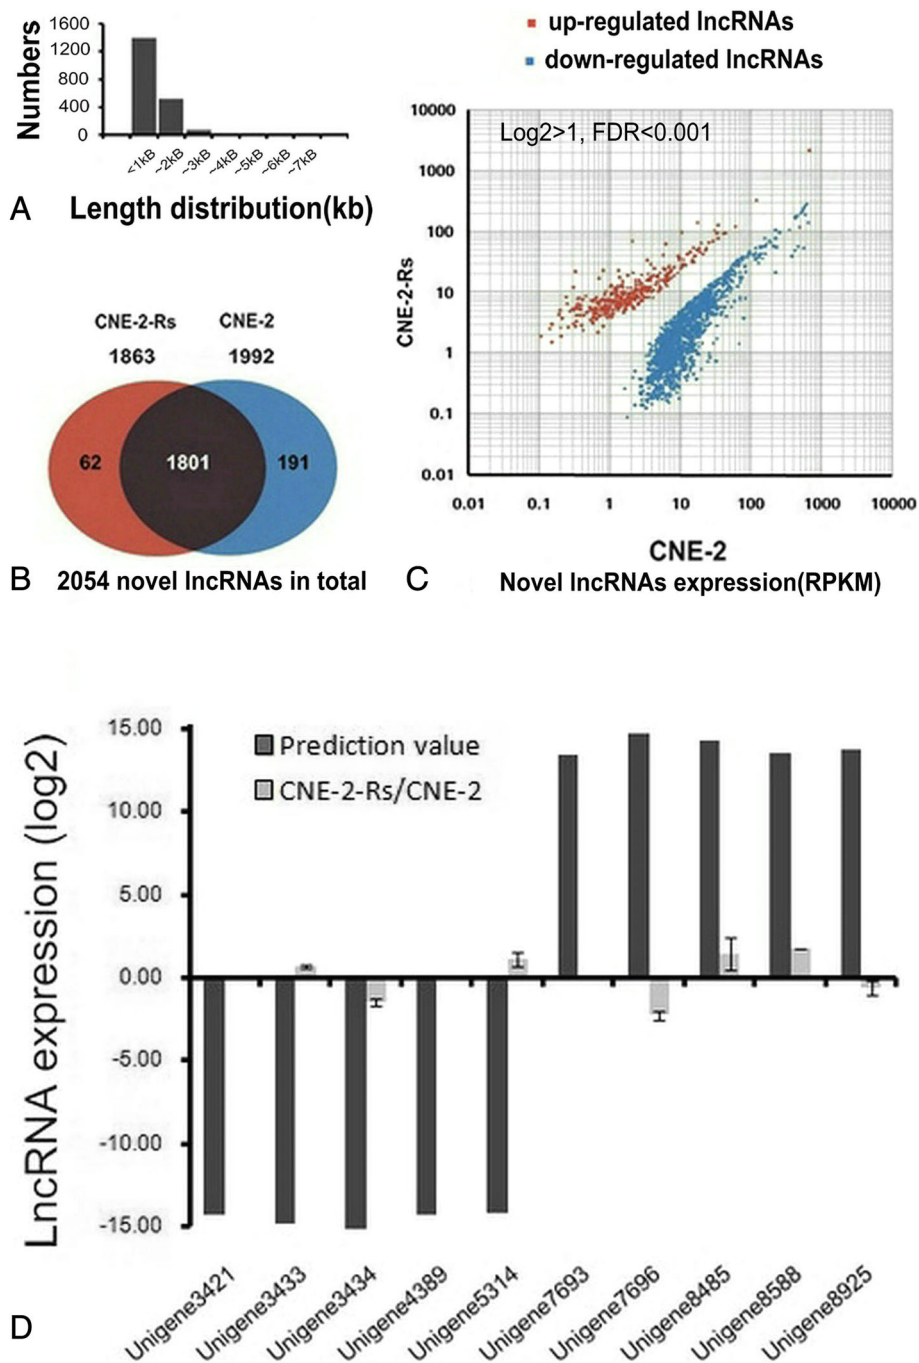 Numbers
1600
1200
800
400
0
<1kB
~2kB
~3kB
~4kB
~5kB
~6kB
~7kB
A
Length distribution(kb)
CNE-2-Rs
CNE-2
1863
1992
62
1801
191
B
2054 novel lncRNAs in total
up-regulated lncRNAs
down-regulated lncRNAs
Log2>1, FDR<0.001
CNE-2-Rs
10000
1000
100
10
1
0.1
0.01
0.01
0.1
1
10
100
1000
10000
CNE-2
C
Novel lncRNAs expression(RPKM)
LncRNA expression (log2)
15.00
10.00
5.00
0.00
-5.00
-10.00
-15.00
Prediction value
CNE-2-Rs/CNE-2
Unigene3421
Unigene3433
Unigene3434
Unigene4389
Unigene5314
Unigene7693
Unigene7696
Unigene8485
Unigene8588
Unigene8925
D